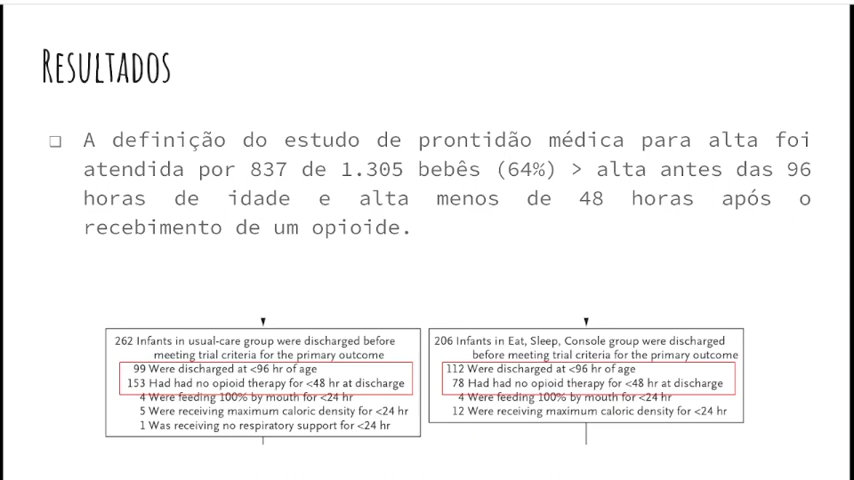 RESULTADOS
❏ A definição do estudo de prontidão médica para alta foi
atendida por 837 de 1.305 bebês (64%) > alta antes das 96
horas de idade e alta menos de 48 horas após o
recebimento de um opioide.
262 Infants in usual-care group were discharged before
meeting trial criteria for the primary outcome
99 Were discharged at <96 hr of age
153 Had had no opioid therapy for <48 hr at discharge
4 Were feeding 100% by mouth for <24 hr
5 Were receiving maximum caloric density for <24 hr
1 Was receiving no respiratory support for <24 hr
206 Infants in Eat, Sleep, Console group were discharged
before meeting trial criteria for the primary outcome
112 Were discharged at <96 hr of age
78 Had had no opioid therapy for <48 hr at discharge
4 Were feeding 100% by mouth for <24 hr
12 Were receiving maximum caloric density for <24 hr